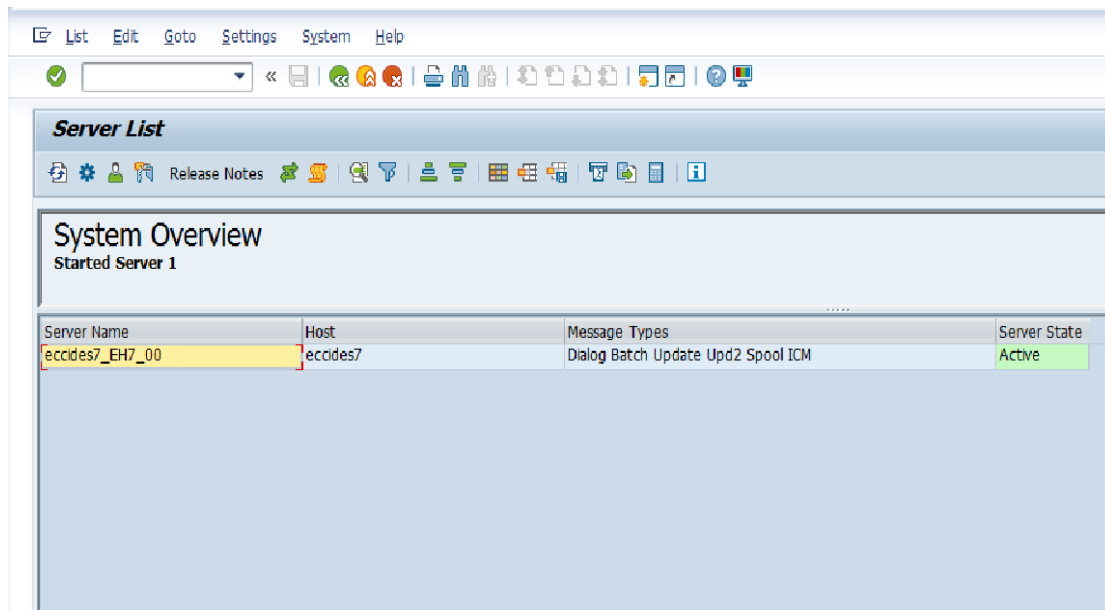 List Edit Goto Settings System Help
Server List
Release Notes
System Overview
Started Server 1
Server Name Host Message Types Server State
eccides7_EH7_00 eccides7 Dialog Batch Update Upd2 Spool ICM Active